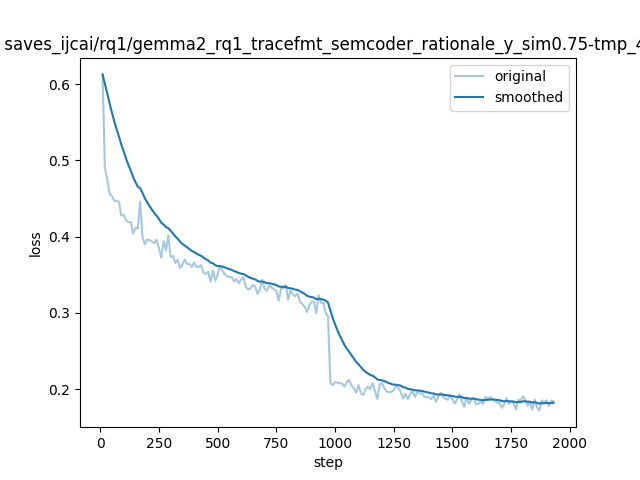 saves_ijcai/rq1/gemma2_rq1_tracefmt_semcoder_rationale_y_sim0.75-tmp_4
original
smoothed
0.6
0.5
0.4
0.3
0.2
loss
0 250 500 750 1000 1250 1500 1750 2000
step